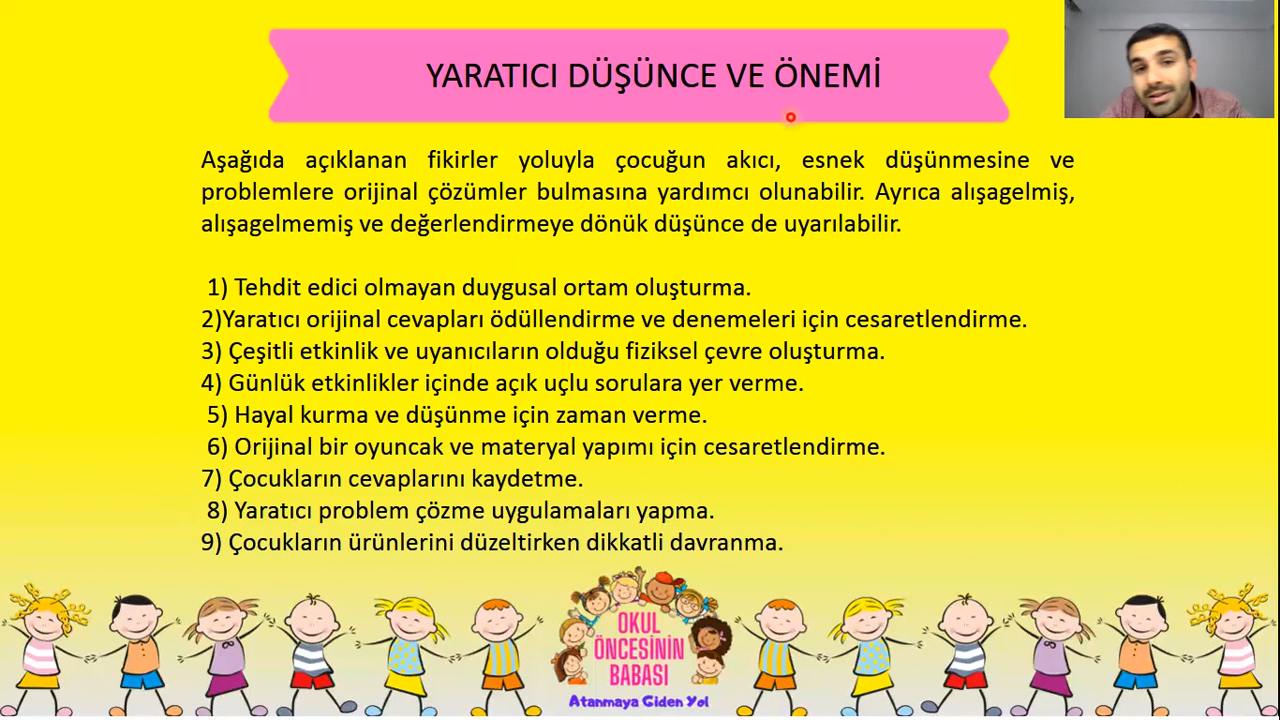 YARATICI DÜŞÜNCE VE ÖNEMİ
Aşağıda açıklanan fikirler yoluyla çocuğun akıcı, esnek düşünmesine ve
problemlere orijinal çözümler bulmasına yardımcı olunabilir. Ayrıca alışagelmiş,
alışagelmemiş ve değerlendirmeye dönük düşünce de uyarılabilir.
1) Tehdit edici olmayan duygusal ortam oluşturma.
2)Yaratıcı orijinal cevapları ödüllendirme ve denemeleri için cesaretlendirme.
3) Çeşitli etkinlik ve uyanıcıların olduğu fiziksel çevre oluşturma.
4) Günlük etkinlikler içinde açık uçlu sorulara yer verme.
5) Hayal kurma ve düşünme için zaman verme.
6) Orijinal bir oyuncak ve materyal yapımı için cesaretlendirme.
7) Çocukların cevaplarını kaydetme.
8) Yaratıcı problem çözme uygulamaları yapma.
9) Çocukların ürünlerini düzeltirken dikkatli davranma.
OKUL
ÖNCESİNİN
BABASI
Atanmaya Giden Yol